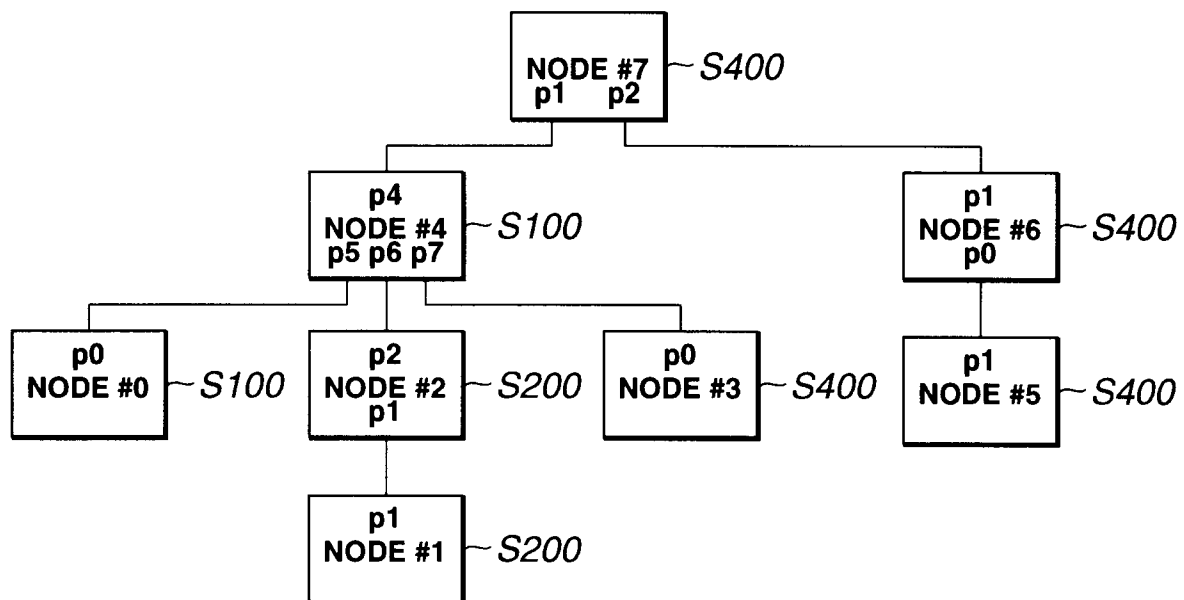 NODE #7 S400
p1 p2
p4
NODE #4 S100
p5 p6 p7
p1
NODE #6 S400
p0
p0
NODE #0 S100
p2
NODE #2 S200
p1
p0
NODE #3 S400
p1
NODE #5 S400
p1
NODE #1 S200